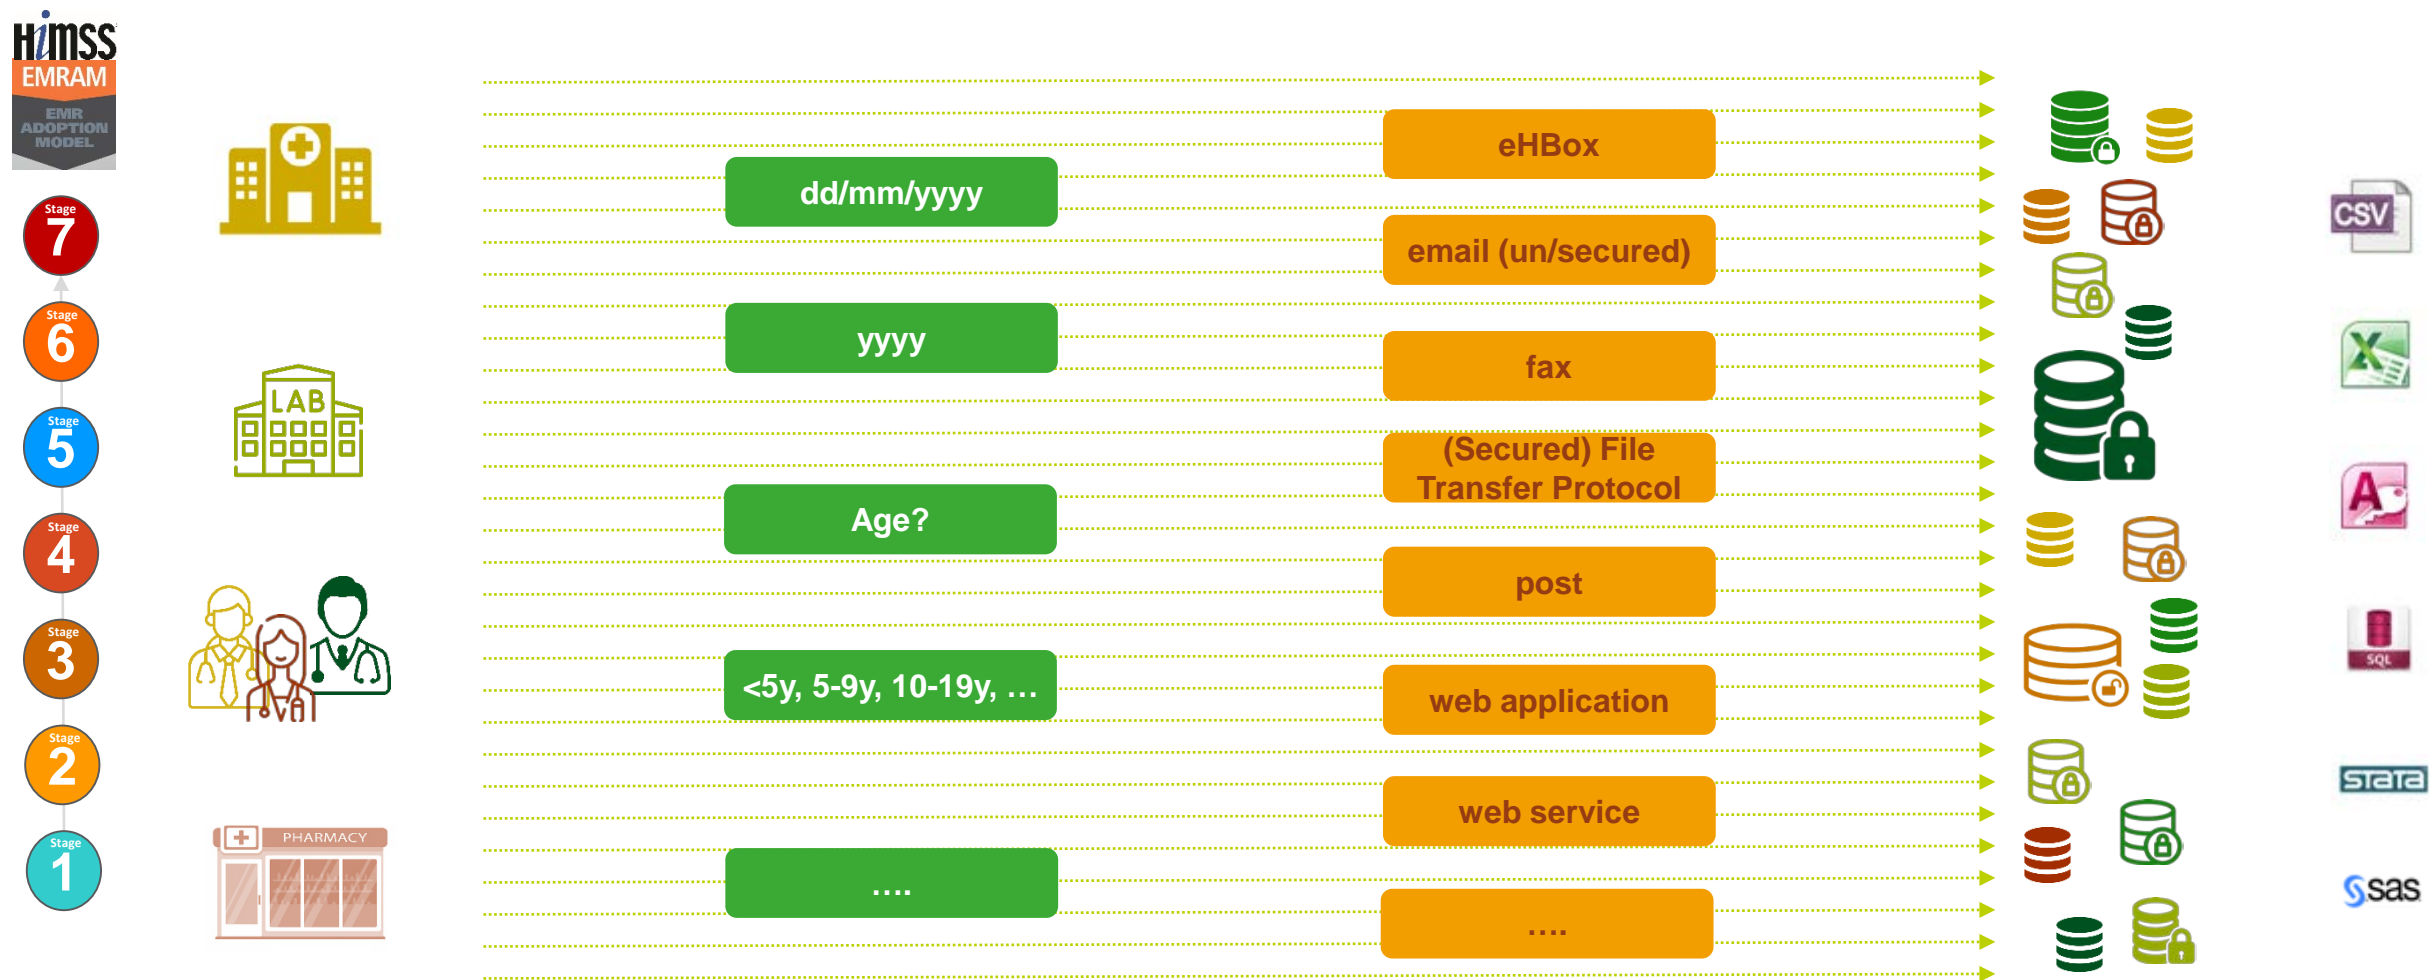 HiMSS
EMRAM
EMR
ADOPTION
MODEL
Stage
7
Stage
6
Stage
5
Stage
4
Stage
3
Stage
2
Stage
1
LAB
PHARMACY
dd/mm/yyyy
yyyy
Age?
<5y, 5-9y, 10-19y, …
....
eHBox
email (un/secured)
fax
(Secured) File
Transfer Protocol
post
web application
web service
....
CSV
X
A
SQL
STATA
sas